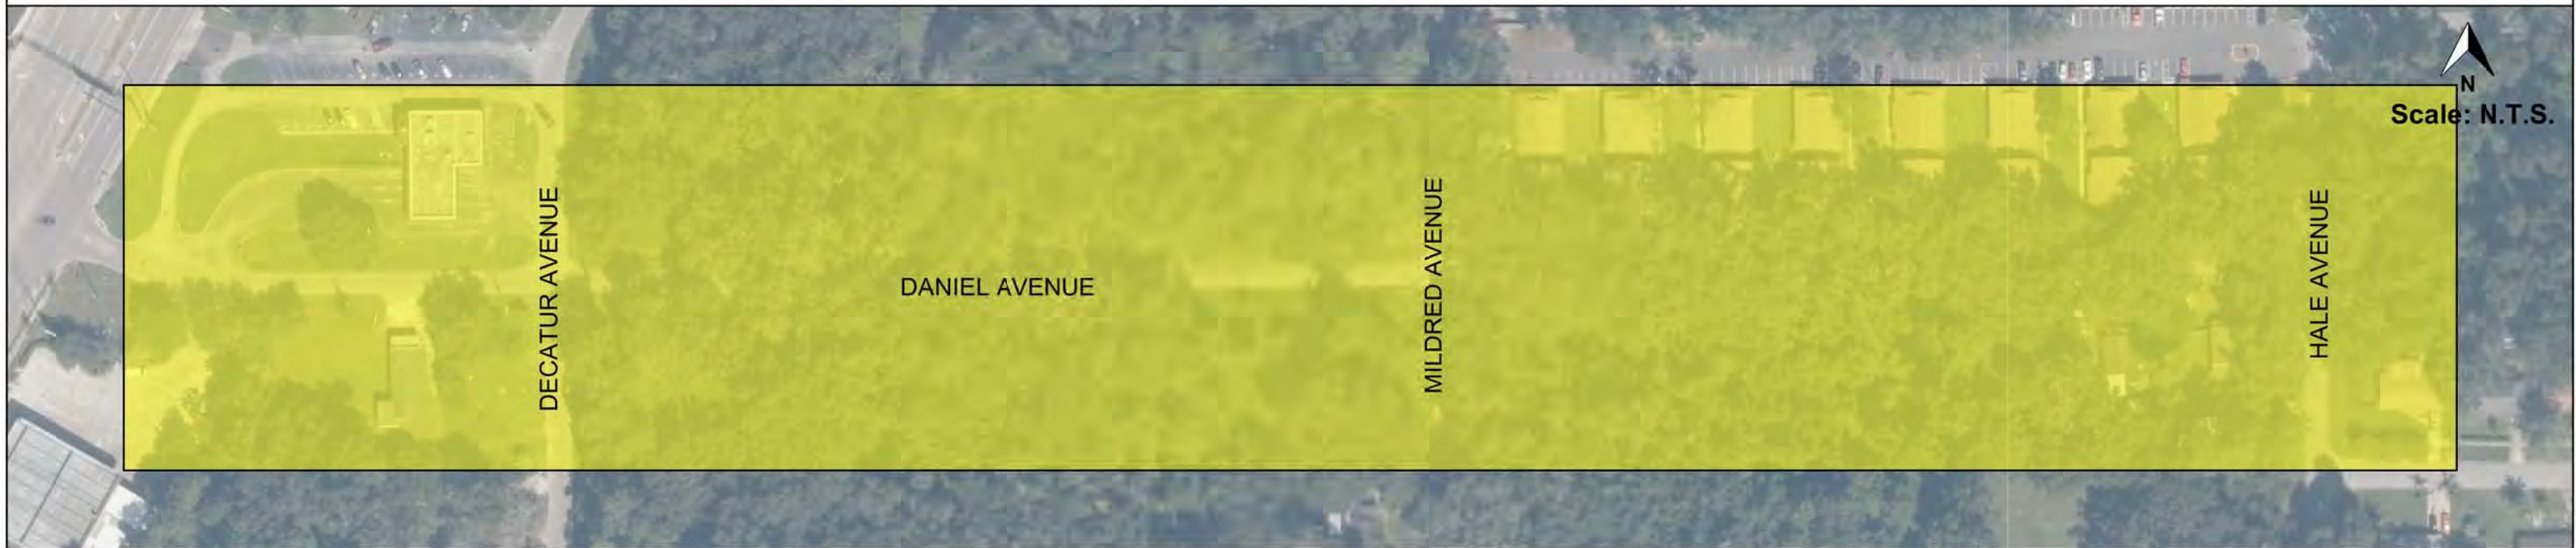 N
Scale: N.T.S.
DECATUR AVENUE
DANIEL AVENUE
MILDRED AVENUE
HALE AVENUE